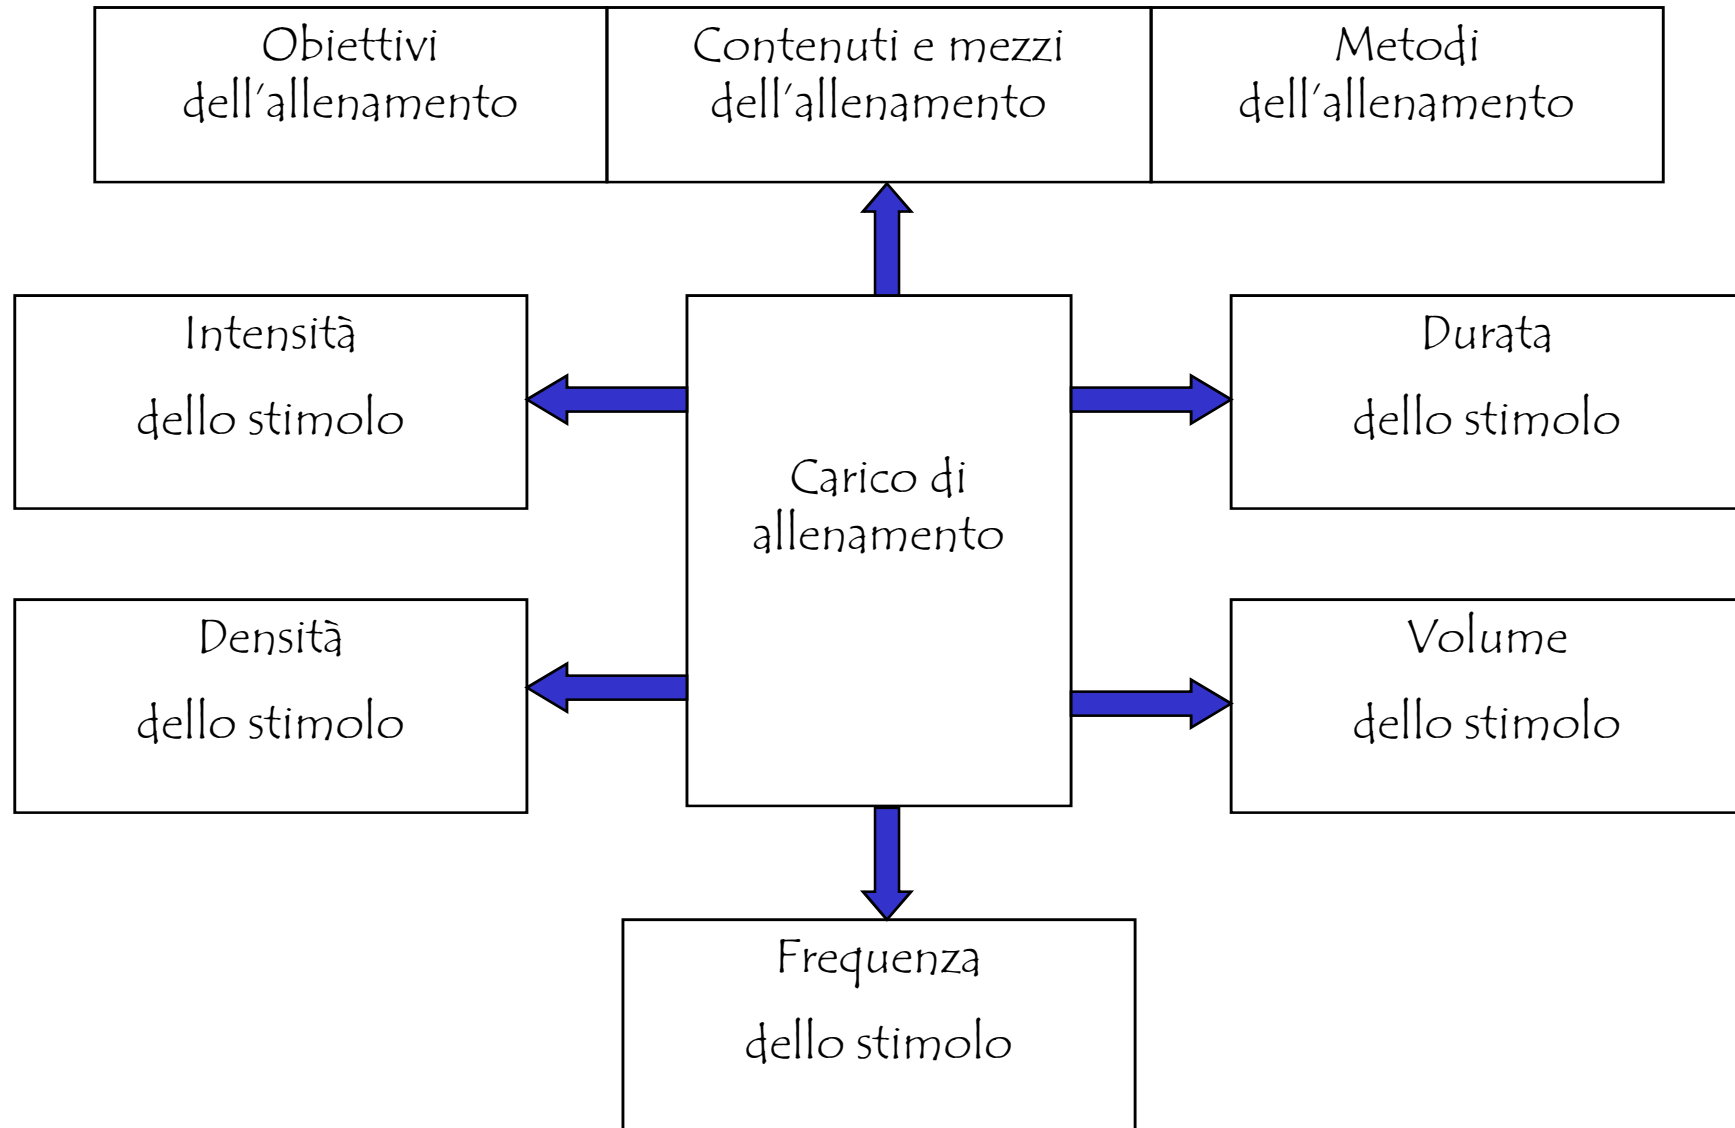 Obiettivi
dell'allenamento
Contenuti e mezzi
dell'allenamento
Metodi
dell'allenamento
Intensità
dello stimolo
Durata
dello stimolo
Carico di
allenamento
Densità
dello stimolo
Volume
dello stimolo
Frequenza
dello stimolo